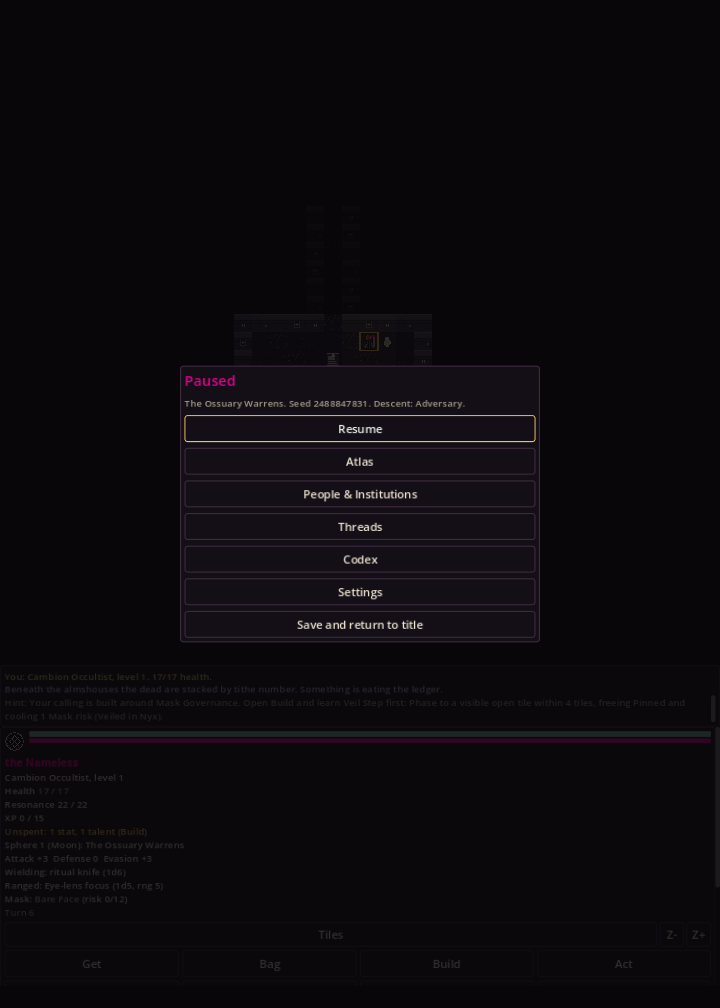 Paused
The Ossuary Warrens. Seed 2488847831. Descent: Adversary.
Resume
Atlas
People & Institutions
Threads
Codex
Settings
Save and return to title
You: Cambion Occultist, level 1. 17/17 health.
Beneath the almshouses the dead are stacked by tithe number. Something is eating the ledger.
Hint: Your calling is built around Mask Governance. Open Build and learn Veil Step first: Phase to a visible open tile within 4 tiles, freeing Pinned and
cooling 1 Mask risk (Veiled in Nyx).
the Nameless
Cambion Occultist, level 1
Health 17 / 17
Resonance 22 / 22
XP 0 / 15
Unspent: 1 stat, 1 talent (Build)
Sphere 1 (Moon): The Ossuary Warrens
Attack +3 Defense 0 Evasion +3
Wielding: ritual knife (1d6)
Ranged: Eye-lens focus (1d5, rng 5)
Mask: Bare Face (risk 0/12)
Turn 6
Tiles Z- Z+
Get Bag Build Act